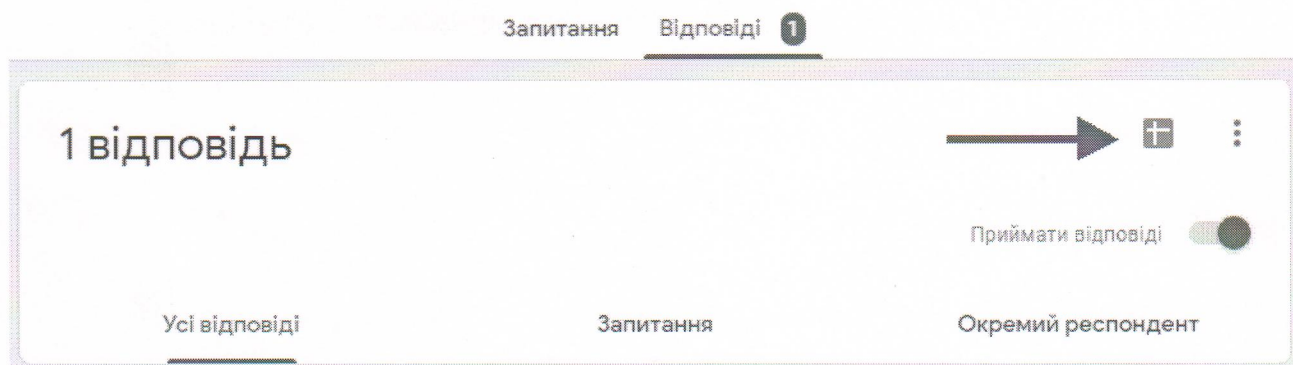 Запитання Відповіді 1
1 відповідь
Приймати відповіді
Усі відповіді Запитання Окремий респондент